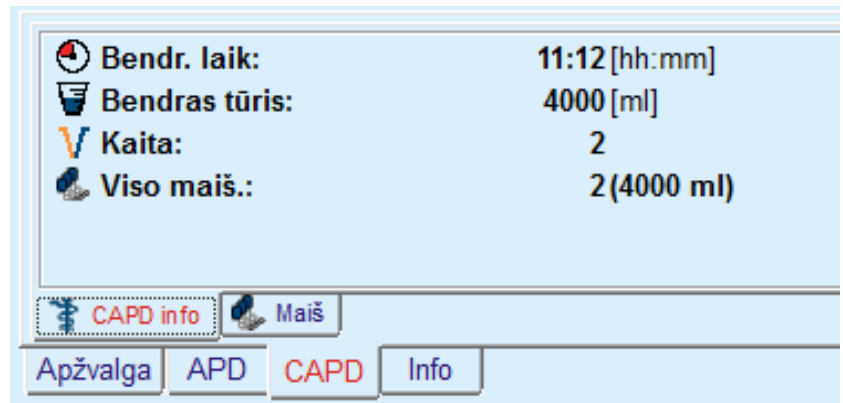 Bendr. laik: 11:12 [hh:mm]
Bendras tūris: 4000 [ml]
Kaita: 2
Viso maiš.: 2 (4000 ml)
CAPD info Maiš
Apžvalga APD CAPD Info